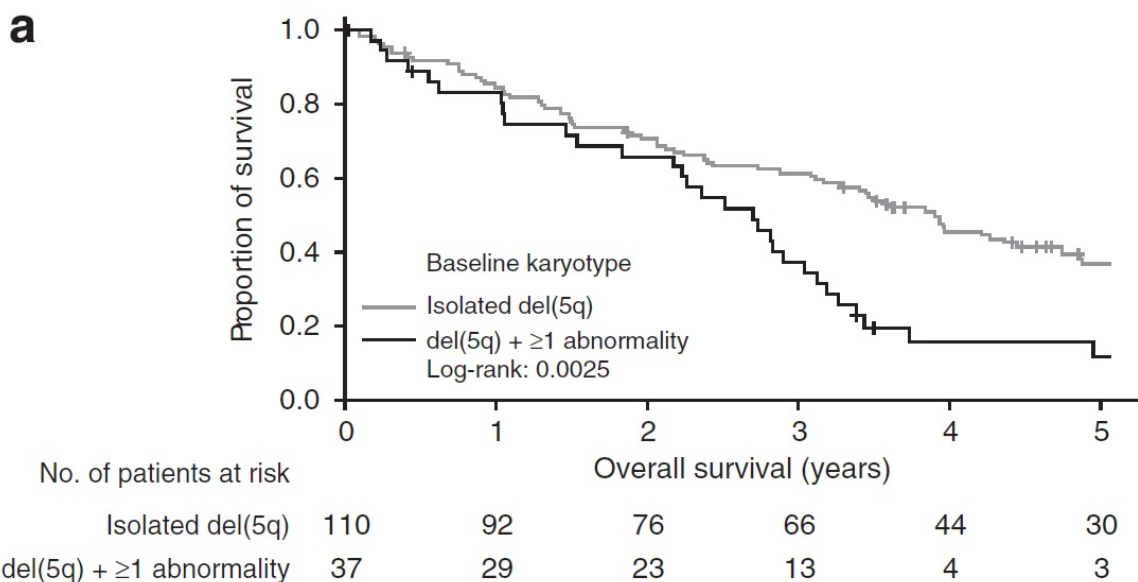 a
Proportion of survival
1.0
0.8
0.6
0.4
0.2
0.0
Baseline karyotype
Isolated del(5q)
del(5q) + ≥1 abnormality
Log-rank: 0.0025
0 1 2 3 4 5
Overall survival (years)
No. of patients at risk
Isolated del(5q) 110 92 76 66 44 30
del(5q) + ≥1 abnormality 37 29 23 13 4 3